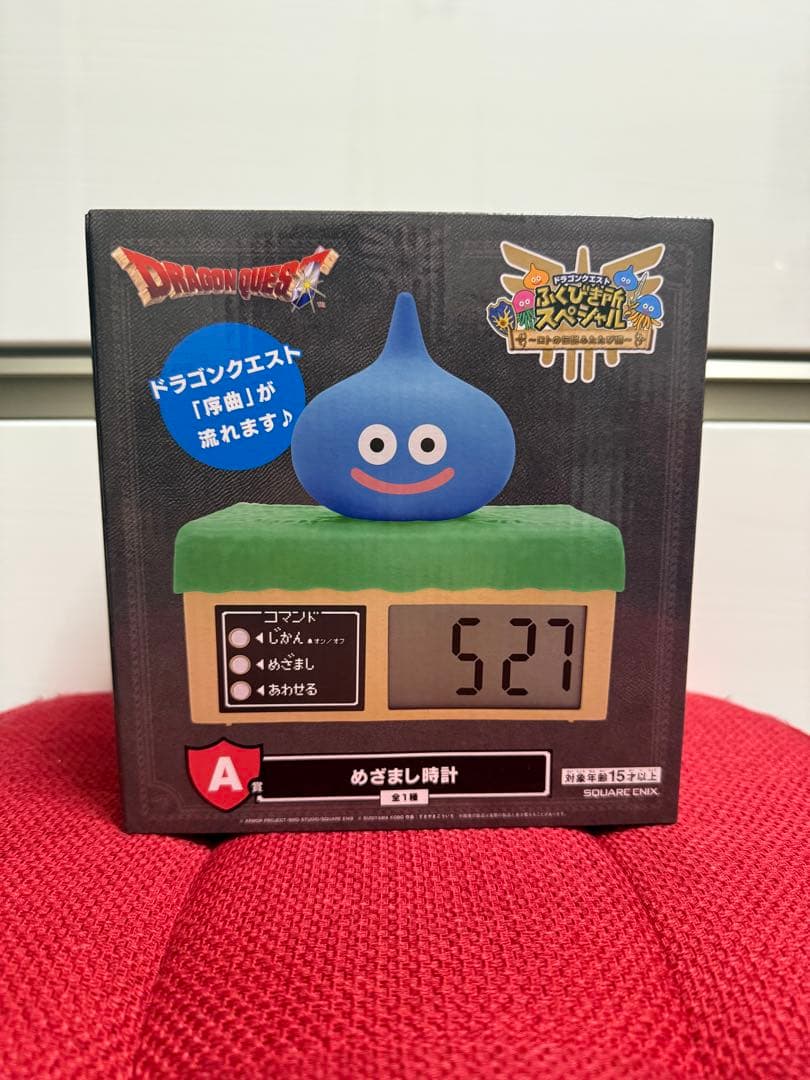 DRAGON QUEST
ドラゴンクエスト
ふくびき所
スペシャル
ドラゴンクエスト
「序曲」が
流れます♪
コマンド
◀じかん
オン/オフ
◀めざまし
◀あわせる
527
A賞
めざまし時計
全1種
対象年齢15才以上
SQUARE ENIX